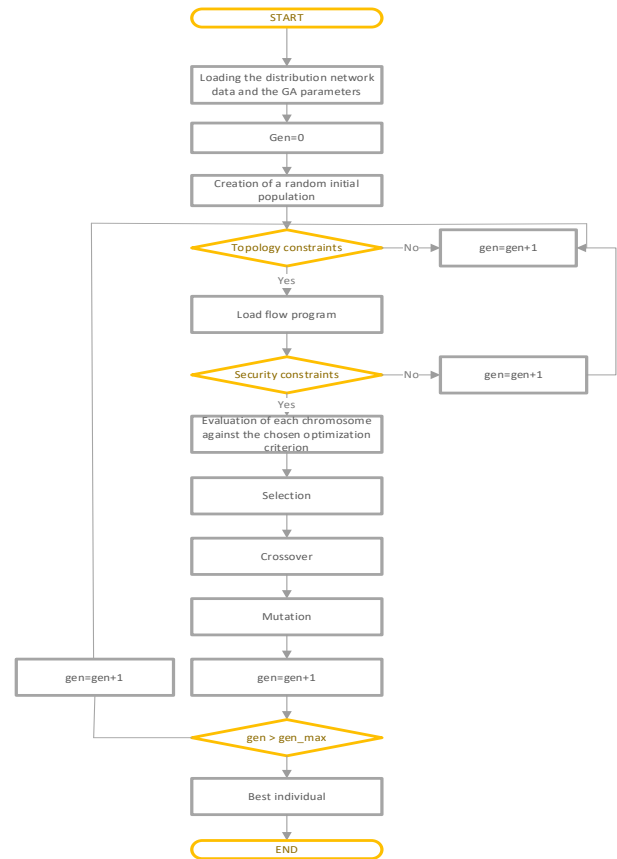 START
Loading the distribution network
data and the GA parameters
Gen=0
Creation of a random initial
population
Topology constraints
No
gen=gen+1
Yes
Load flow program
Security constraints
No
gen=gen+1
Yes
Evaluation of each chromosome
against the chosen optimization
criterion
Selection
Crossover
Mutation
gen=gen+1
gen=gen+1
gen > gen_max
Best individual
END